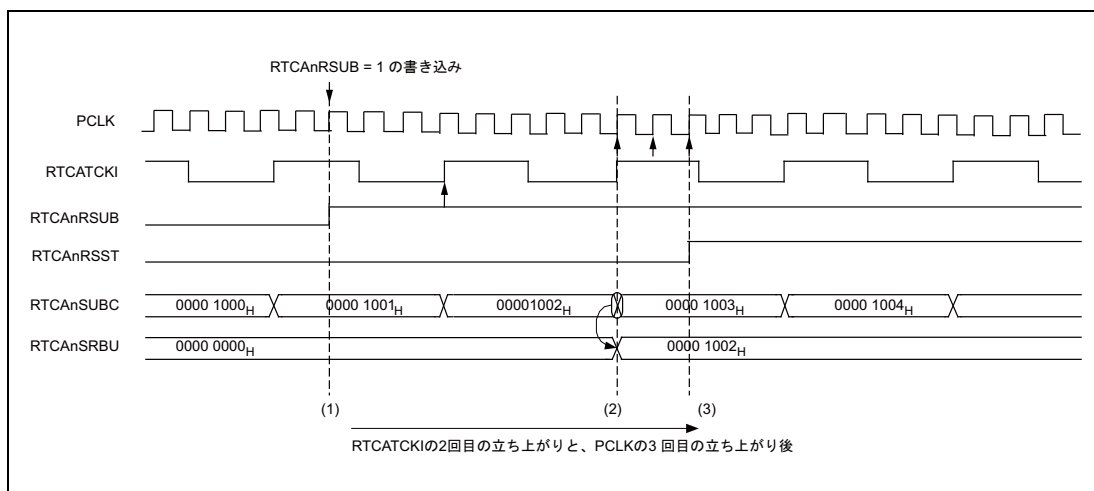 RTCAnRSUB = 1 の書き込み
PCLK
RTCATCKI
RTCAnRSUB
RTCAnRSST
RTCAnSUBC 0000 1000H 0000 1001H 00001002H 0000 1003H 0000 1004H
RTCAnSRBU 0000 0000H 0000 1002H
(1) (2) (3)
RTCATCKIの2回目の立ち上がりと、PCLKの3 回目の立ち上がり後